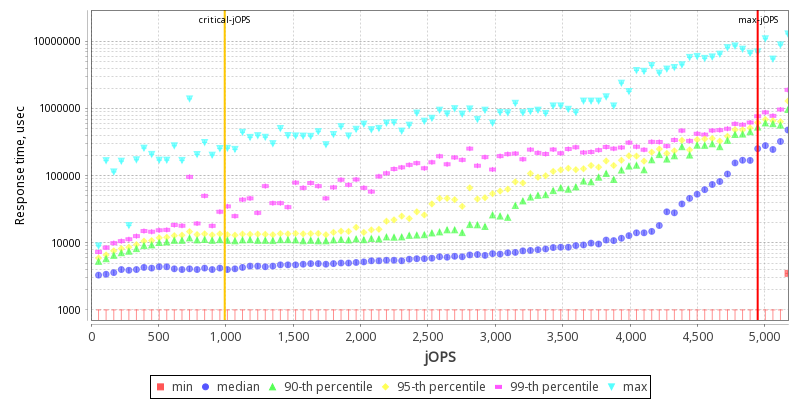 critical-jOPS
max-jOPS
10000000
1000000
100000
10000
1000
Response time, usec
0
500
1,000
1,500
2,000
2,500
3,000
3,500
4,000
4,500
5,000
jOPS
min
median
90-th percentile
95-th percentile
99-th percentile
max